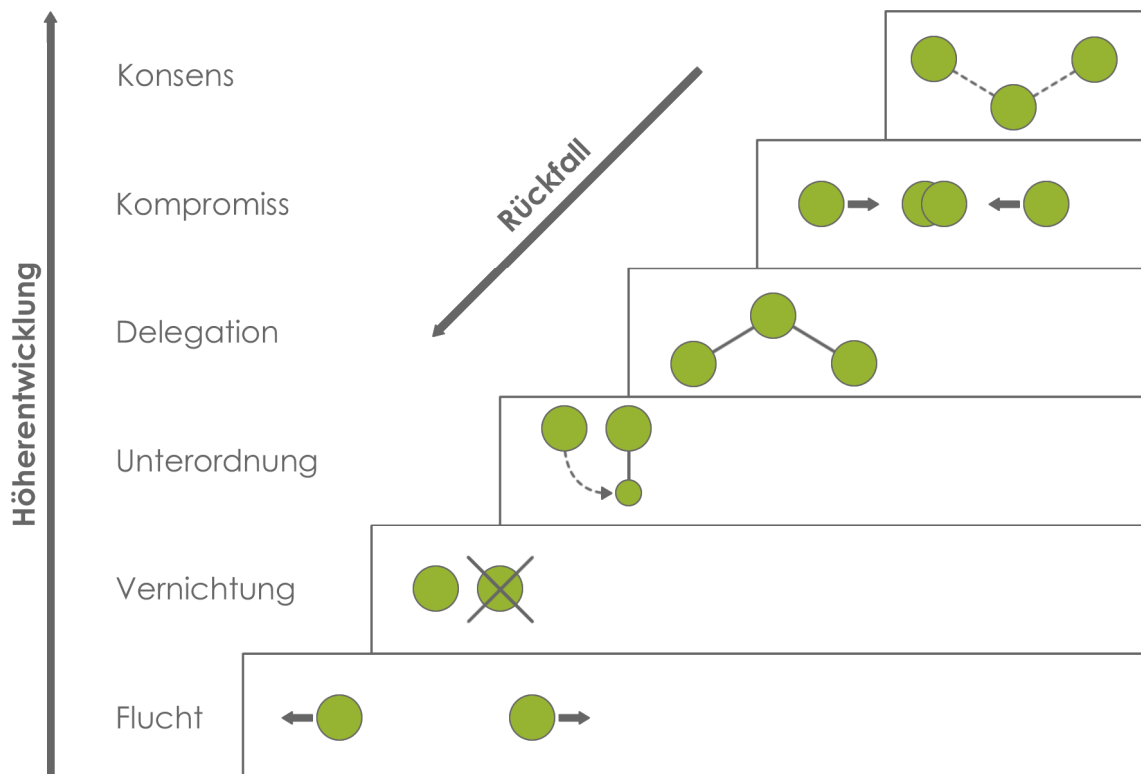 Konsens
Rückfall
Kompromiss
Höherentwicklung
Delegation
Unterordnung
Vernichtung
Flucht